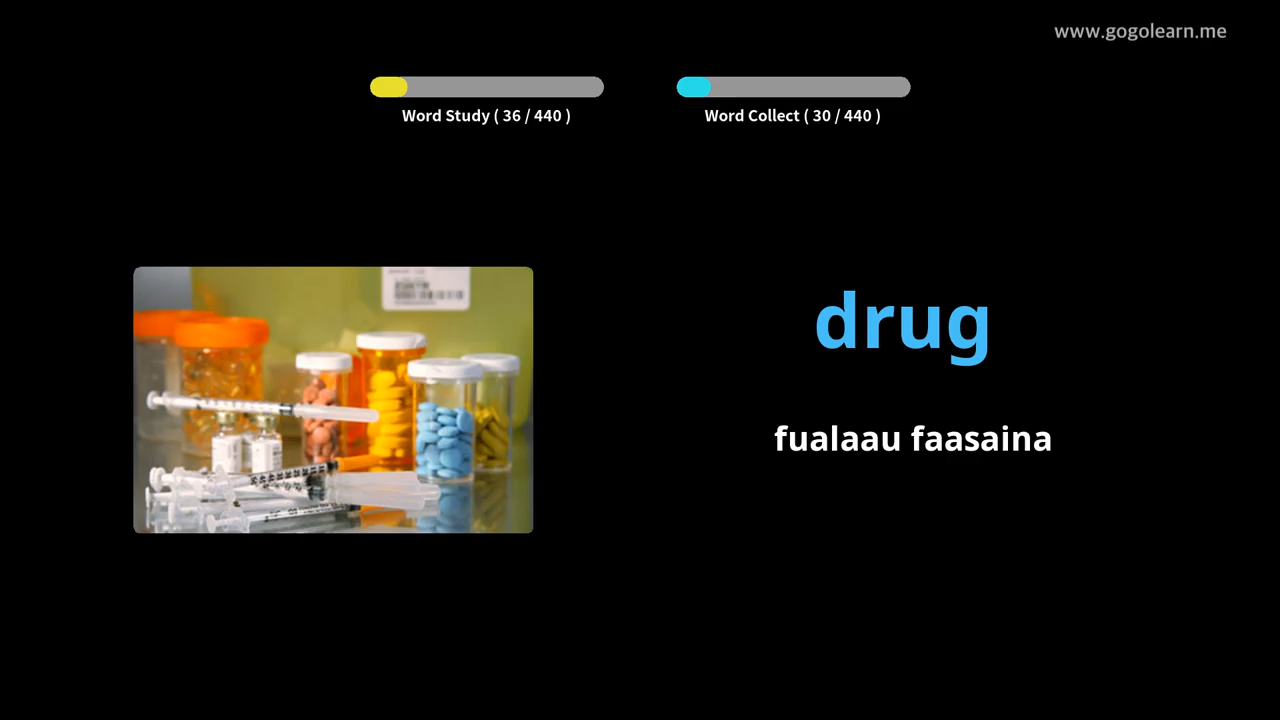 www.gogolearn.me
Word Study ( 36 / 440 )
Word Collect ( 30 / 440 )
drug
fualaau faasaina